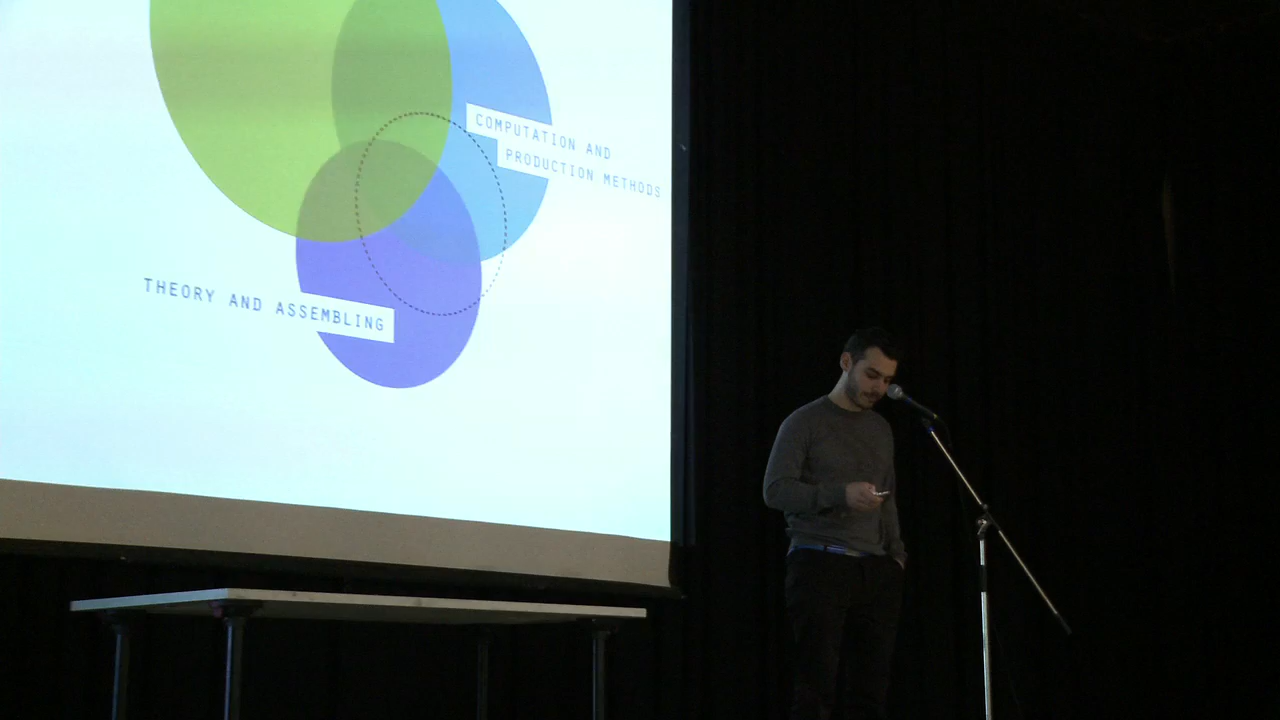 COMPUTATION AND
PRODUCTION METHODS
THEORY AND ASSEMBLING